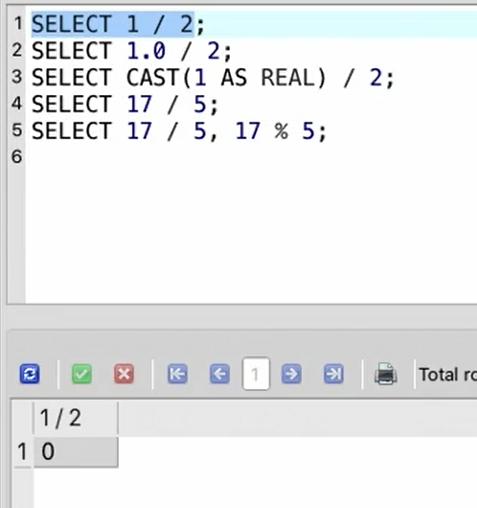 1 SELECT 1 / 2;
2 SELECT 1.0 / 2;
3 SELECT CAST(1 AS REAL) / 2;
4 SELECT 17 / 5;
5 SELECT 17 / 5, 17 % 5;
6
1 Total ro
1 / 2
1 0